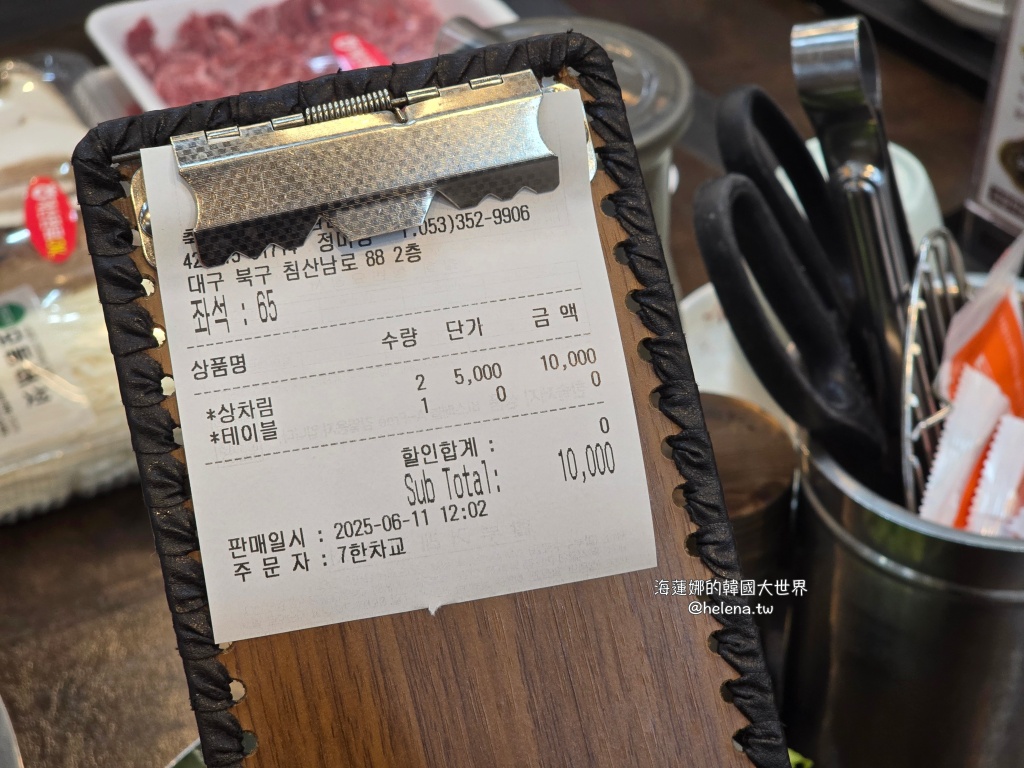 053)352-9906
대구 북구 침산남로 88 2층
좌석 : 65
상품명 수량 단가 금 액
*상차림 2 5,000 10,000
*테이블 1 0 0
할인합계 : 0
Sub Total: 10,000
판매일시 : 2025-06-11 12:02
주 문 자 : 7한차교
海蓮娜的韓國大世界
@helena.tw